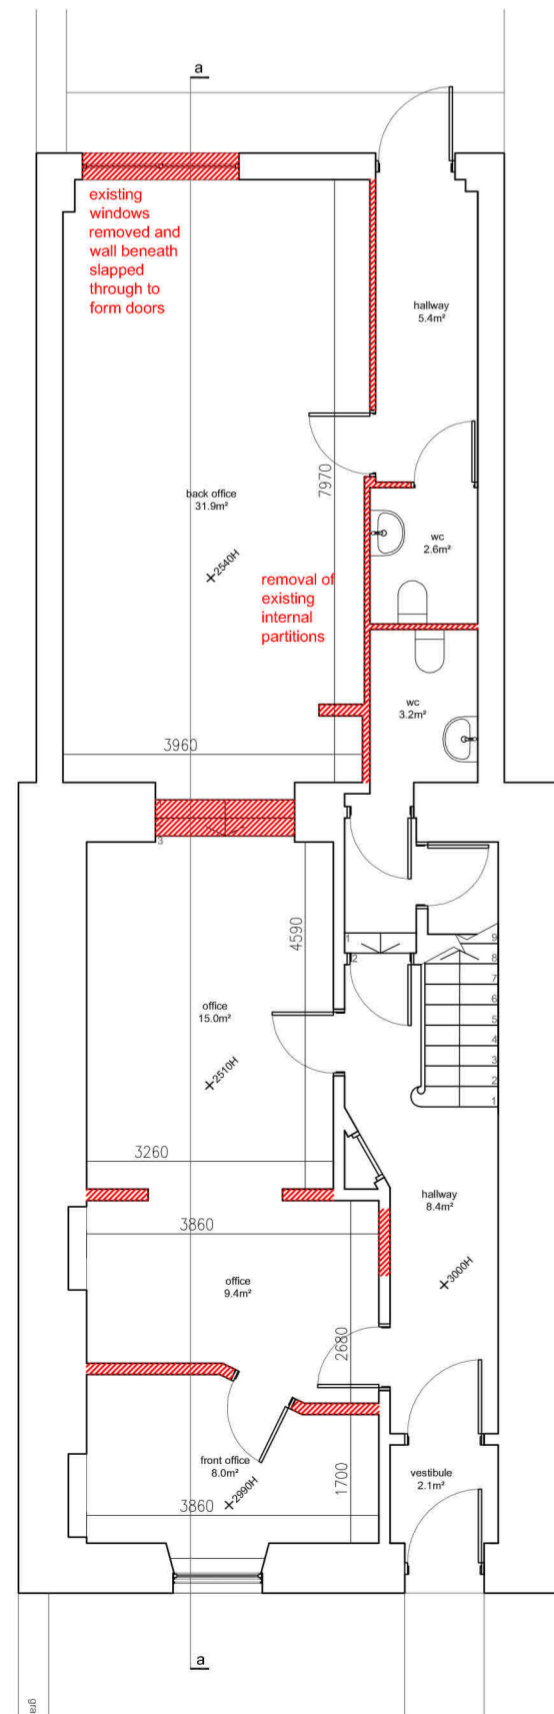 a
existing
windows
removed and
wall beneath
slapped
through to
form doors
hallway
5.4m²
7970
back office
31.9m²
2540H
wc
2.6m²
removal of
existing
internal
partitions
wc
3.2m²
3960
3
4590
1
2
9
8
7
6
5
4
3
2
1
office
15.0m²
2510H
3260
hallway
8.4m²
3860
3000H
office
9.4m²
2680
front office
8.0m²
2990H
3860
1700
vestibule
2.1m²
a
gra